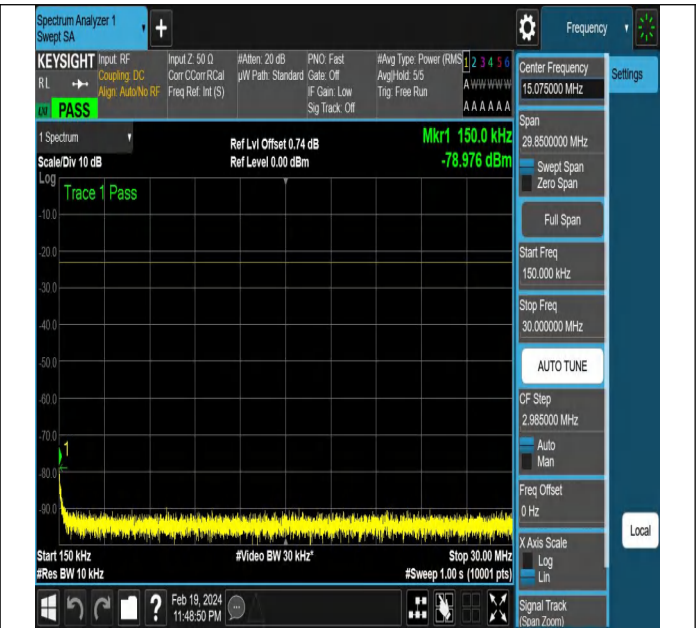 Spectrum Analyzer 1
Swept SA
+
Frequency
KEYSIGHT
RL
PASS
Input: RF
Coupling: DC
Align: Auto/No RF
Input Z: 50 Ω
Corr CCorr RCal
Freq Ref: Int (S)
#Atten: 20 dB
µW Path: Standard
PNO: Fast
Gate: Off
IF Gain: Low
Sig Track: Off
#Avg Type: Power (RMS
Avg|Hold: 5/5
Trig: Free Run
1 2 3 4 5 6
A W W W W W
A A A A A A
1 Spectrum
Scale/Div 10 dB
Ref Lvl Offset 0.74 dB
Ref Level 0.00 dBm
Mkr1 150.0 kHz
-78.976 dBm
Log
Trace 1 Pass
-10.0
-20.0
-30.0
-40.0
-50.0
-60.0
-70.0
1
-80.0
-90.0
Start 150 kHz
#Res BW 10 kHz
#Video BW 30 kHz*
Stop 30.00 MHz
#Sweep 1.00 s (10001 pts)
?
Feb 19, 2024
11:48:50 PM
Center Frequency
15.075000 MHz
Settings
Span
29.8500000 MHz
Swept Span
Zero Span
Full Span
Start Freq
150.000 kHz
Stop Freq
30.000000 MHz
AUTO TUNE
CF Step
2.985000 MHz
Auto
Man
Freq Offset
0 Hz
X Axis Scale
Log
Lin
Local
Signal Track
(Span Zoom)